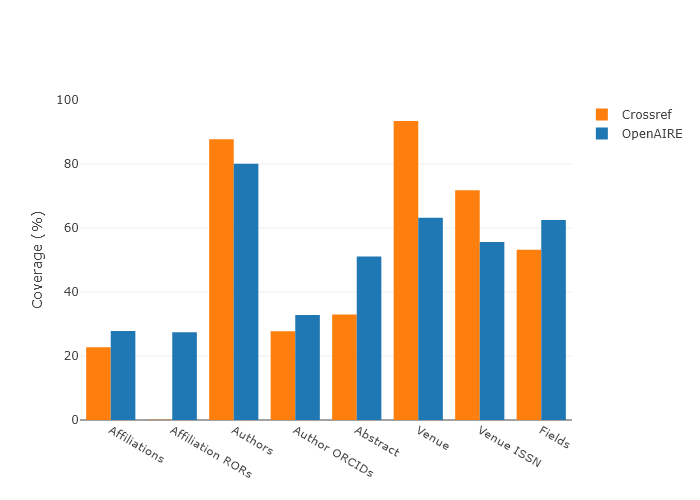 100
80
60
40
20
0
Coverage (%)
Affiliations
Affiliation RORs
Authors
Author ORCIDs
Abstract
Venue
Venue ISSN
Fields
Crossref
OpenAIRE